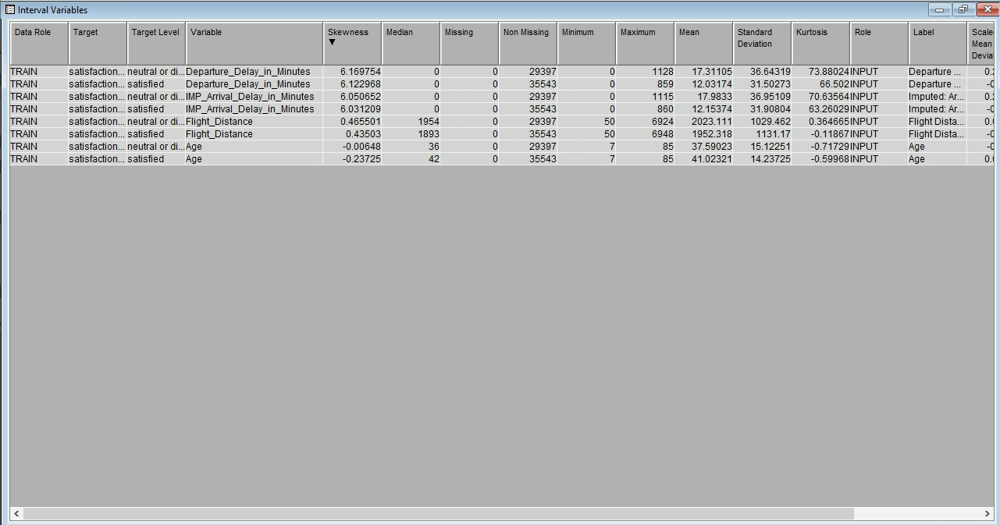 Interval Variables
Data Role Target Target Level Variable Skewness Median Missing Non Missing Minimum Maximum Mean Standard Deviation Kurtosis Role Label Scale Mean Devia
TRAIN satisfaction... neutral or di... Departure_Delay_in_Minutes 6.169754 0 0 29397 0 1128 17.31105 36.64319 73.88024 INPUT Departure ... 0.2
TRAIN satisfaction... satisfied Departure_Delay_in_Minutes 6.122968 0 0 35543 0 859 12.03174 31.50273 66.502 INPUT Departure ... -0
TRAIN satisfaction... neutral or di... IMP_Arrival_Delay_in_Minutes 6.050652 0 0 29397 0 1115 17.9833 36.95109 70.63564 INPUT Imputed: Ar... 0.2
TRAIN satisfaction... satisfied IMP_Arrival_Delay_in_Minutes 6.031209 0 0 35543 0 860 12.15374 31.90804 63.26029 INPUT Imputed: Ar... -0
TRAIN satisfaction... neutral or di... Flight_Distance 0.465501 1954 0 29397 50 6924 2023.111 1029.462 0.364665 INPUT Flight Dista... 0.0
TRAIN satisfaction... satisfied Flight_Distance 0.43503 1893 0 35543 50 6948 1952.318 1131.17 -0.11867 INPUT Flight Dista... -0
TRAIN satisfaction... neutral or di... Age -0.00648 36 0 29397 7 85 37.59023 15.12251 -0.71729 INPUT Age -0
TRAIN satisfaction... satisfied Age -0.23725 42 0 35543 7 85 41.02321 14.23725 -0.59968 INPUT Age 0.0